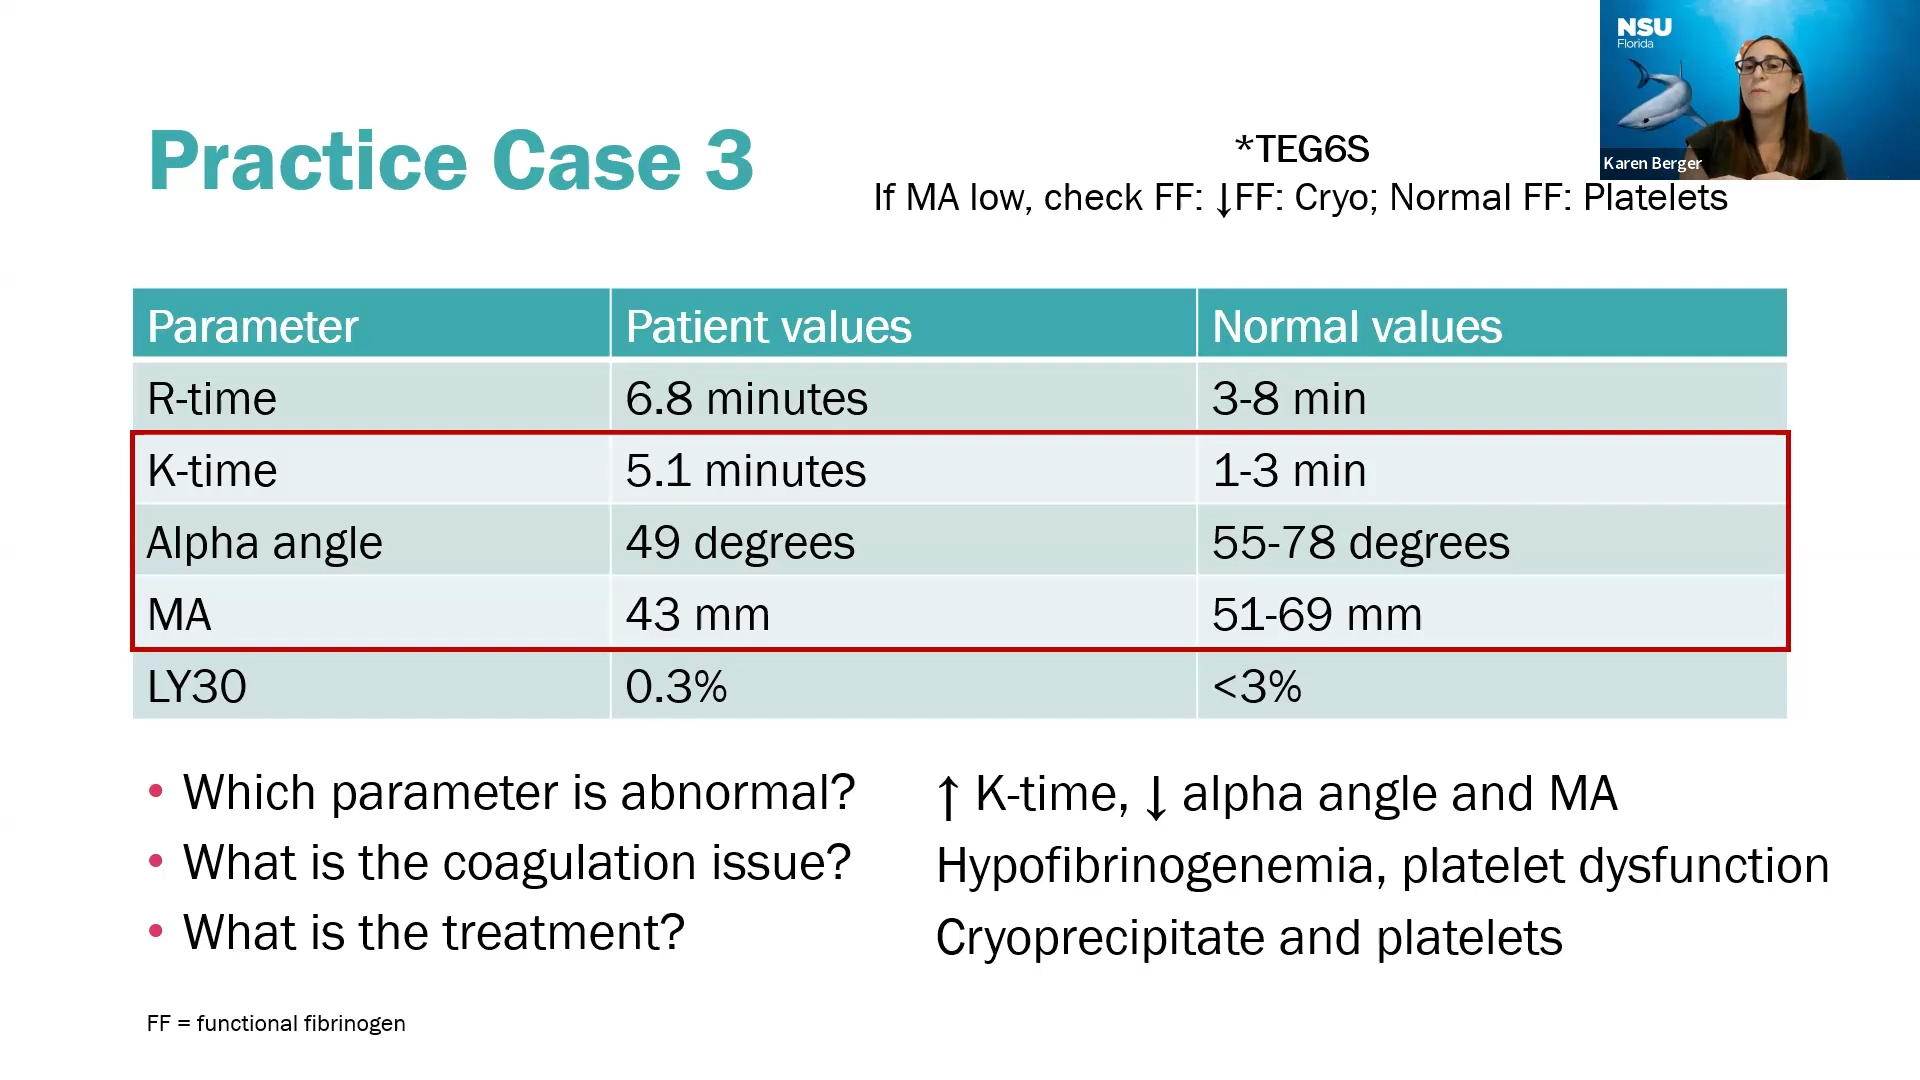 NSU
Florida
Karen Berger
Practice Case 3
*TEG6S
If MA low, check FF: ↓FF: Cryo; Normal FF: Platelets
Parameter Patient values Normal values
R-time 6.8 minutes 3-8 min
K-time 5.1 minutes 1-3 min
Alpha angle 49 degrees 55-78 degrees
MA 43 mm 51-69 mm
LY30 0.3% <3%
• Which parameter is abnormal? ↑ K-time, ↓ alpha angle and MA
• What is the coagulation issue? Hypofibrinogenemia, platelet dysfunction
• What is the treatment? Cryoprecipitate and platelets
FF = functional fibrinogen